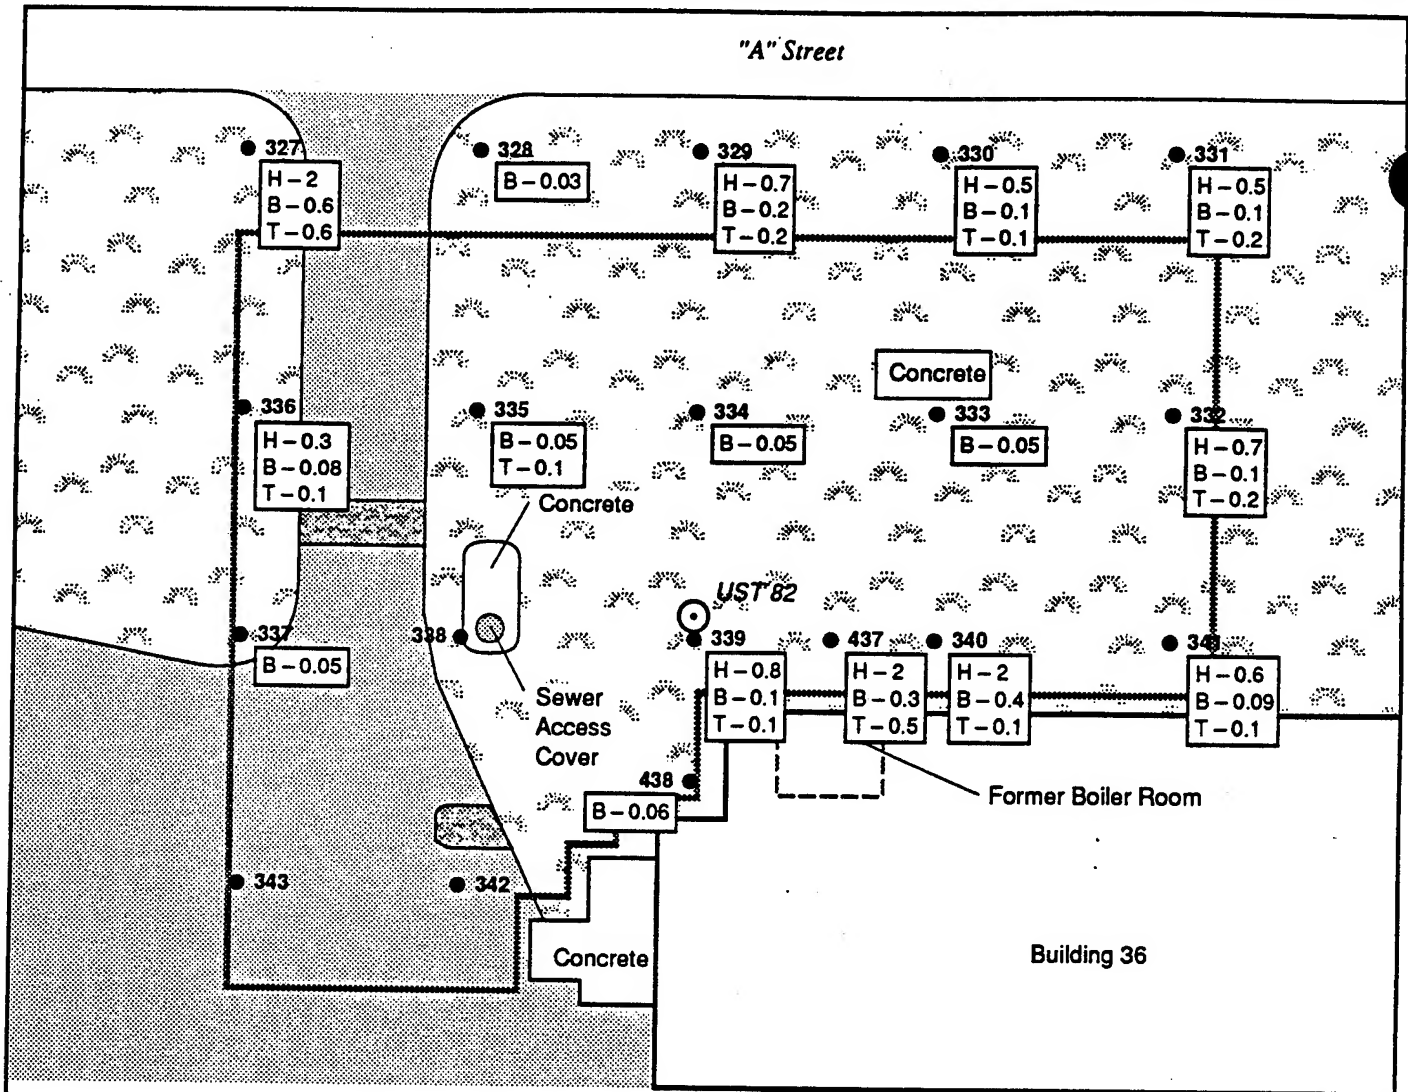 "A" Street
327
H – 2
B – 0.6
T – 0.6
328
B – 0.03
329
H – 0.7
B – 0.2
T – 0.2
330
H – 0.5
B – 0.1
T – 0.1
331
H – 0.5
B – 0.1
T – 0.2
Concrete
336
H – 0.3
B – 0.08
T – 0.1
335
B – 0.05
T – 0.1
334
B – 0.05
333
B – 0.05
332
H – 0.7
B – 0.1
T – 0.2
Concrete
UST 82
337
B – 0.05
338
339
H – 0.8
B – 0.1
T – 0.1
437
H – 2
B – 0.3
T – 0.5
340
H – 2
B – 0.4
T – 0.1
341
H – 0.6
B – 0.09
T – 0.1
Sewer
Access
Cover
438
B – 0.06
Former Boiler Room
343
342
Concrete
Building 36